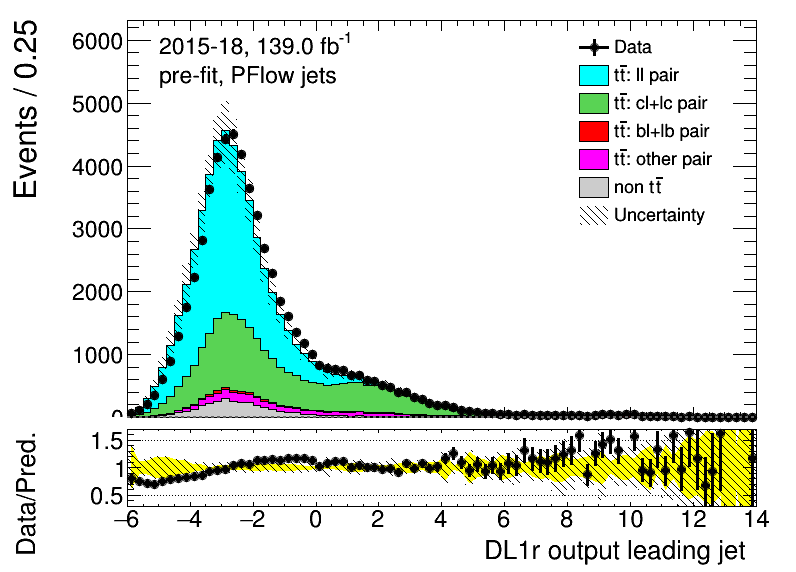 Events / 0.25
6000
5000
4000
3000
2000
1000
0
2015-18, 139.0 fb⁻¹
pre-fit, PFlow jets
Data
tt̄: ll pair
tt̄: cl+lc pair
tt̄: bl+lb pair
tt̄: other pair
non tt̄
Uncertainty
Data/Pred.
1.5
1
0.5
−6 −4 −2 0 2 4 6 8 10 12 14
DL1r output leading jet